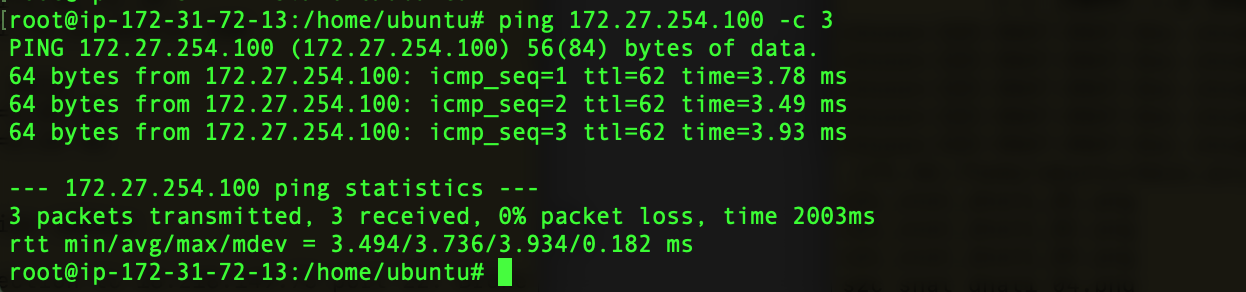 [root@ip-172-31-72-13:/home/ubuntu# ping 172.27.254.100 -c 3
PING 172.27.254.100 (172.27.254.100) 56(84) bytes of data.
64 bytes from 172.27.254.100: icmp_seq=1 ttl=62 time=3.78 ms
64 bytes from 172.27.254.100: icmp_seq=2 ttl=62 time=3.49 ms
64 bytes from 172.27.254.100: icmp_seq=3 ttl=62 time=3.93 ms
--- 172.27.254.100 ping statistics ---
3 packets transmitted, 3 received, 0% packet loss, time 2003ms
rtt min/avg/max/mdev = 3.494/3.736/3.934/0.182 ms
root@ip-172-31-72-13:/home/ubuntu#